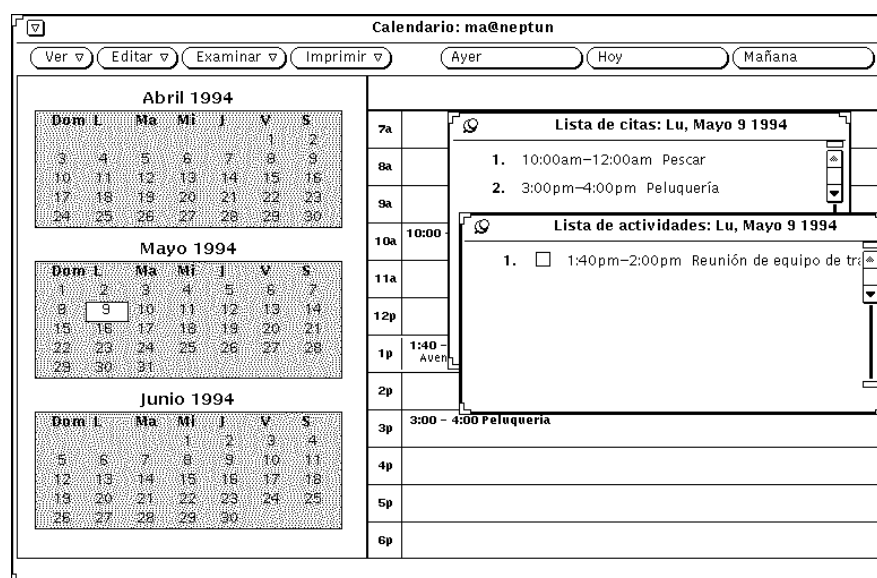 Calendario: ma@neptun
Ver Editar Examinar Imprimir Ayer Hoy Mañana
Abril 1994
Dom L Ma Mi J V S
1 2
3 4 5 6 7 8 9
10 11 12 13 14 15 16
17 18 19 20 21 22 23
24 25 26 27 28 29 30
Mayo 1994
Dom L Ma Mi J V S
1 2 3 4 5 6 7
8 9 10 11 12 13 14
15 16 17 18 19 20 21
22 23 24 25 26 27 28
29 30 31
Junio 1994
Dom L Ma Mi J V S
1 2 3 4
5 6 7 8 9 10 11
12 13 14 15 16 17 18
19 20 21 22 23 24 25
26 27 28 29 30
7a
8a
9a
10a 10:00 -
11a
12p
1p 1:40 -
Aven
2p
3p 3:00 - 4:00 Peluqueria
4p
5p
6p
Lista de citas: Lu, Mayo 9 1994
1. 10:00am-12:00am Pescar
2. 3:00pm-4:00pm Peluquería
Lista de actividades: Lu, Mayo 9 1994
1. 1:40pm-2:00pm Reunión de equipo de tra